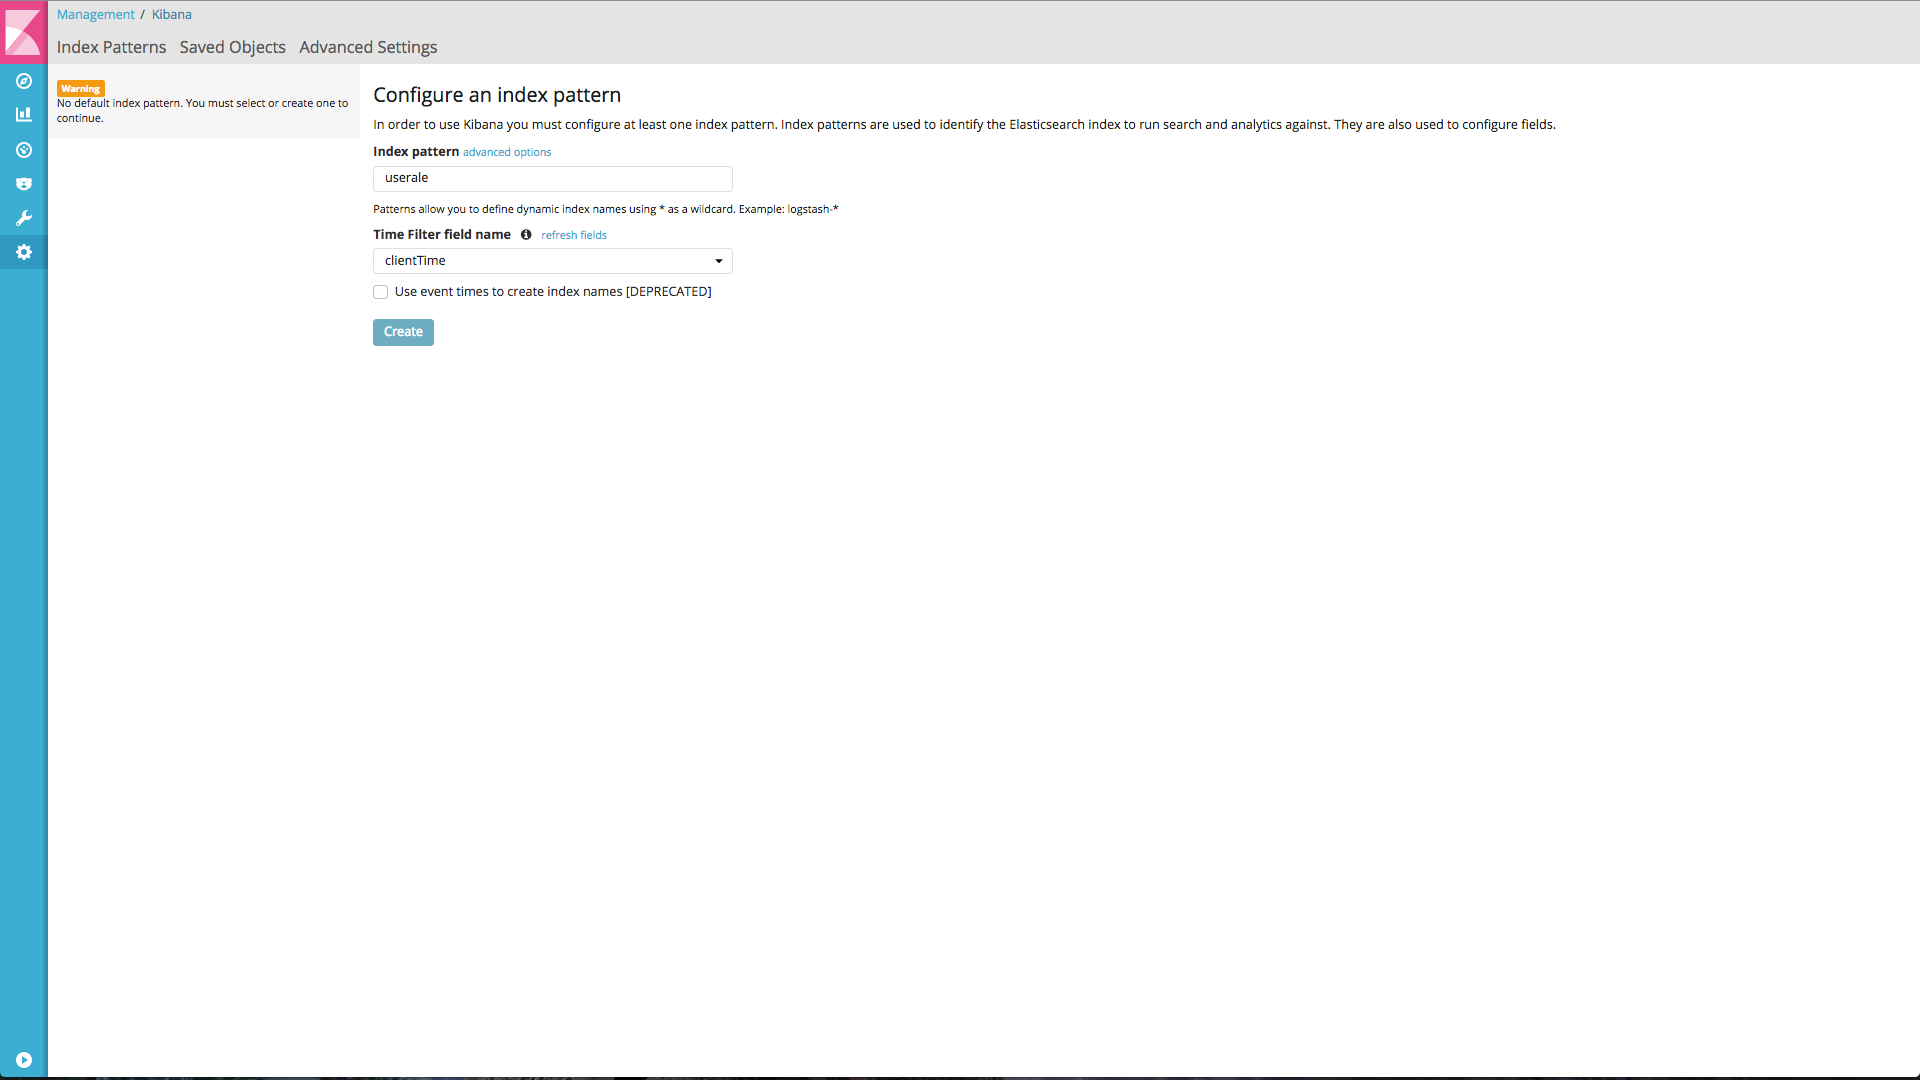 Management / Kibana
Index Patterns Saved Objects Advanced Settings
Warning
No default index pattern. You must select or create one to
continue.
Configure an index pattern
In order to use Kibana you must configure at least one index pattern. Index patterns are used to identify the Elasticsearch index to run search and analytics against. They are also used to configure fields.
Index pattern advanced options
userale
Patterns allow you to define dynamic index names using * as a wildcard. Example: logstash-*
Time Filter field name refresh fields
clientTime
Use event times to create index names [DEPRECATED]
Create